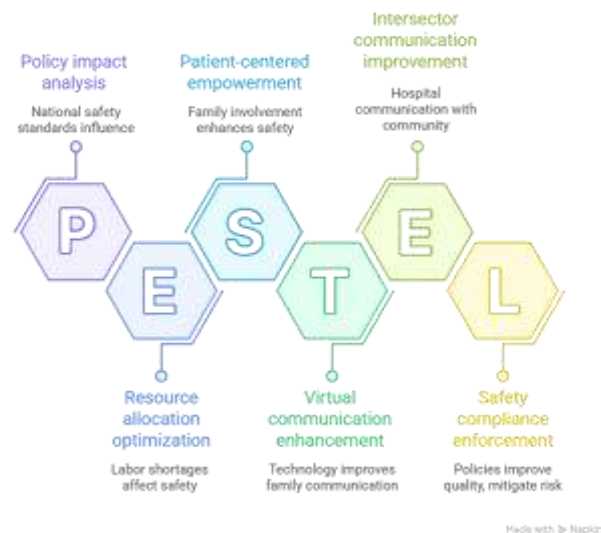 Policy impact
analysis
National safety
standards influence
Patient-centered
empowerment
Family involvement
enhances safety
Intersector
communication
improvement
Hospital
communication with
community
P
E
S
T
E
L
Resource
allocation
optimization
Labor shortages
affect safety
Virtual
communication
enhancement
Technology improves
family communication
Safety
compliance
enforcement
Policies improve
quality, mitigate risk
Made with Napkin